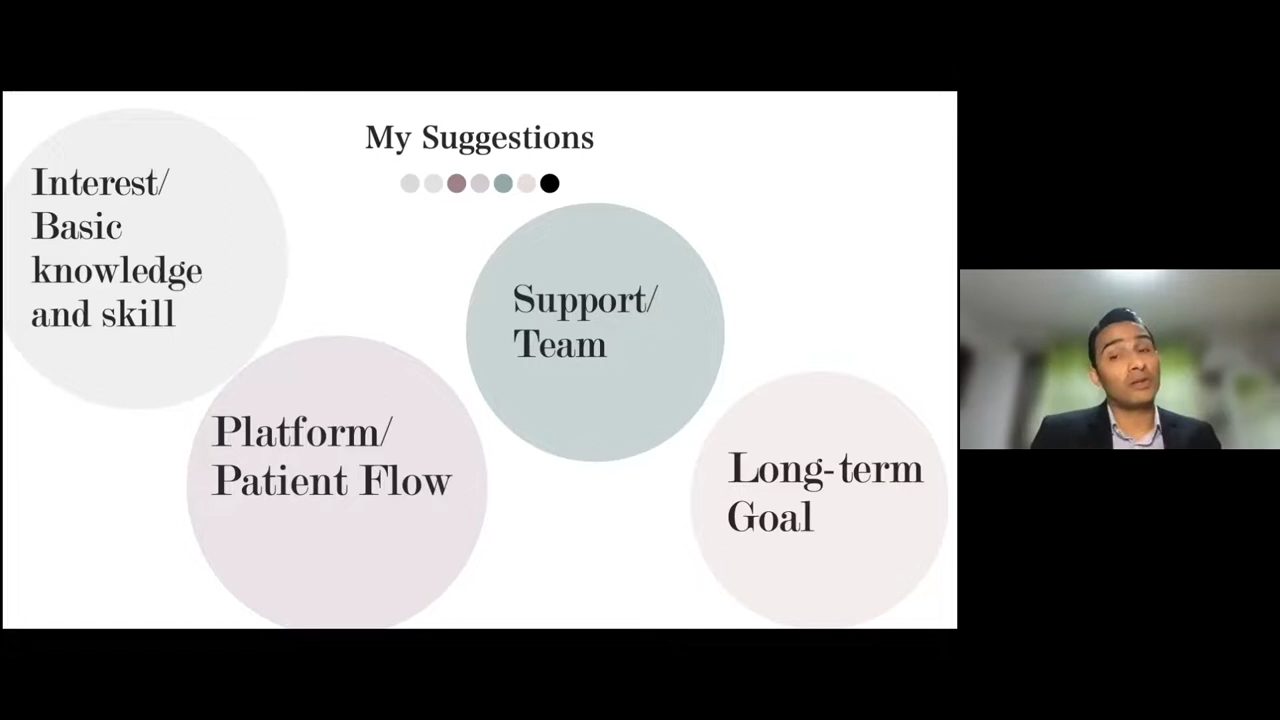 My Suggestions
Interest/
Basic
knowledge
and skill
Platform/
Patient Flow
Support/
Team
Long-term
Goal